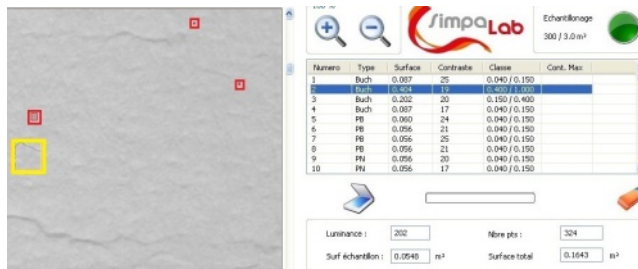 Simpa Lab
Echantillonage
300 / 3.0 m²
Numero Type Surface Contraste Classe Cont. Max
1 Buch 0.087 25 0.040 / 0.150
2 Buch 0.404 19 0.400 / 1.000
3 Buch 0.202 20 0.150 / 0.400
4 Buch 0.087 17 0.040 / 0.150
5 PB 0.060 24 0.040 / 0.150
6 PB 0.056 21 0.040 / 0.150
7 PB 0.056 25 0.040 / 0.150
8 PB 0.056 21 0.040 / 0.150
9 PN 0.056 20 0.040 / 0.150
10 PN 0.056 17 0.040 / 0.150
Luminance : 202 Nbre pts : 324
Surf échantillon : 0.0548 m² Surface total 0.1643 m²